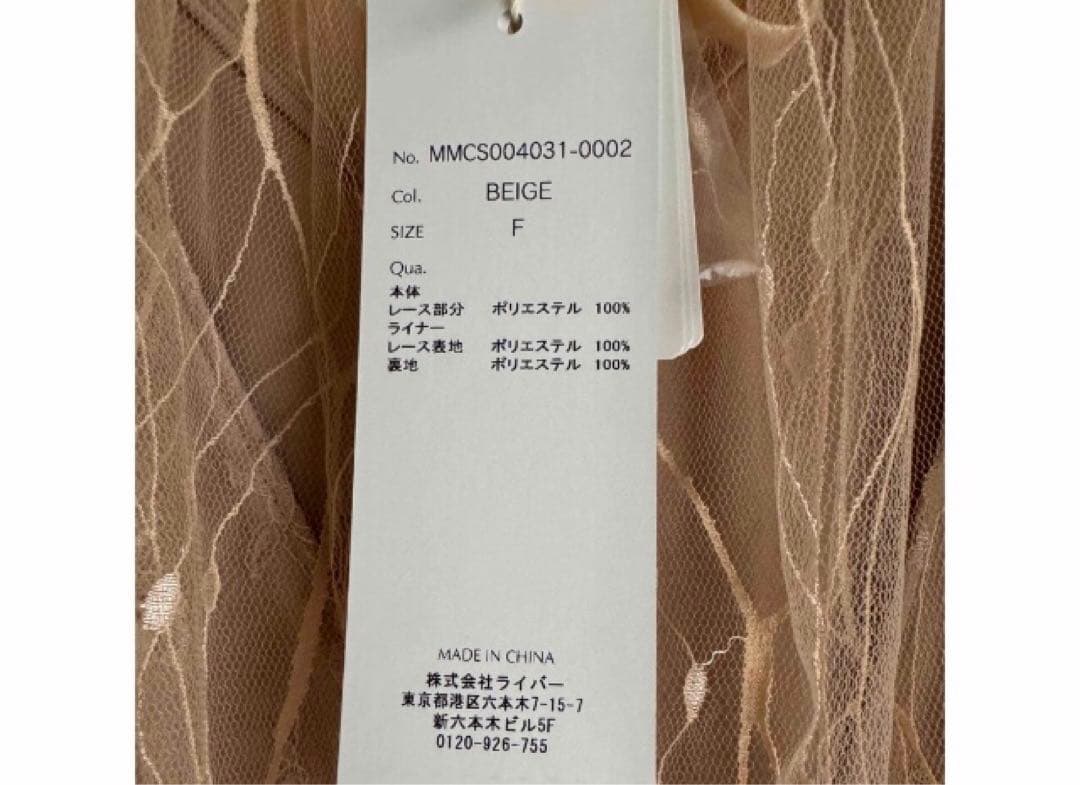 No. MMCS004031-0002
Col. BEIGE
SIZE F
Qua.
本体
レース部分 ポリエステル 100%
ライナー
レース表地 ポリエステル 100%
裏地 ポリエステル 100%
MADE IN CHINA
株式会社ライバー
東京都港区六本木7-15-7
新六本木ビル5F
0120-926-755